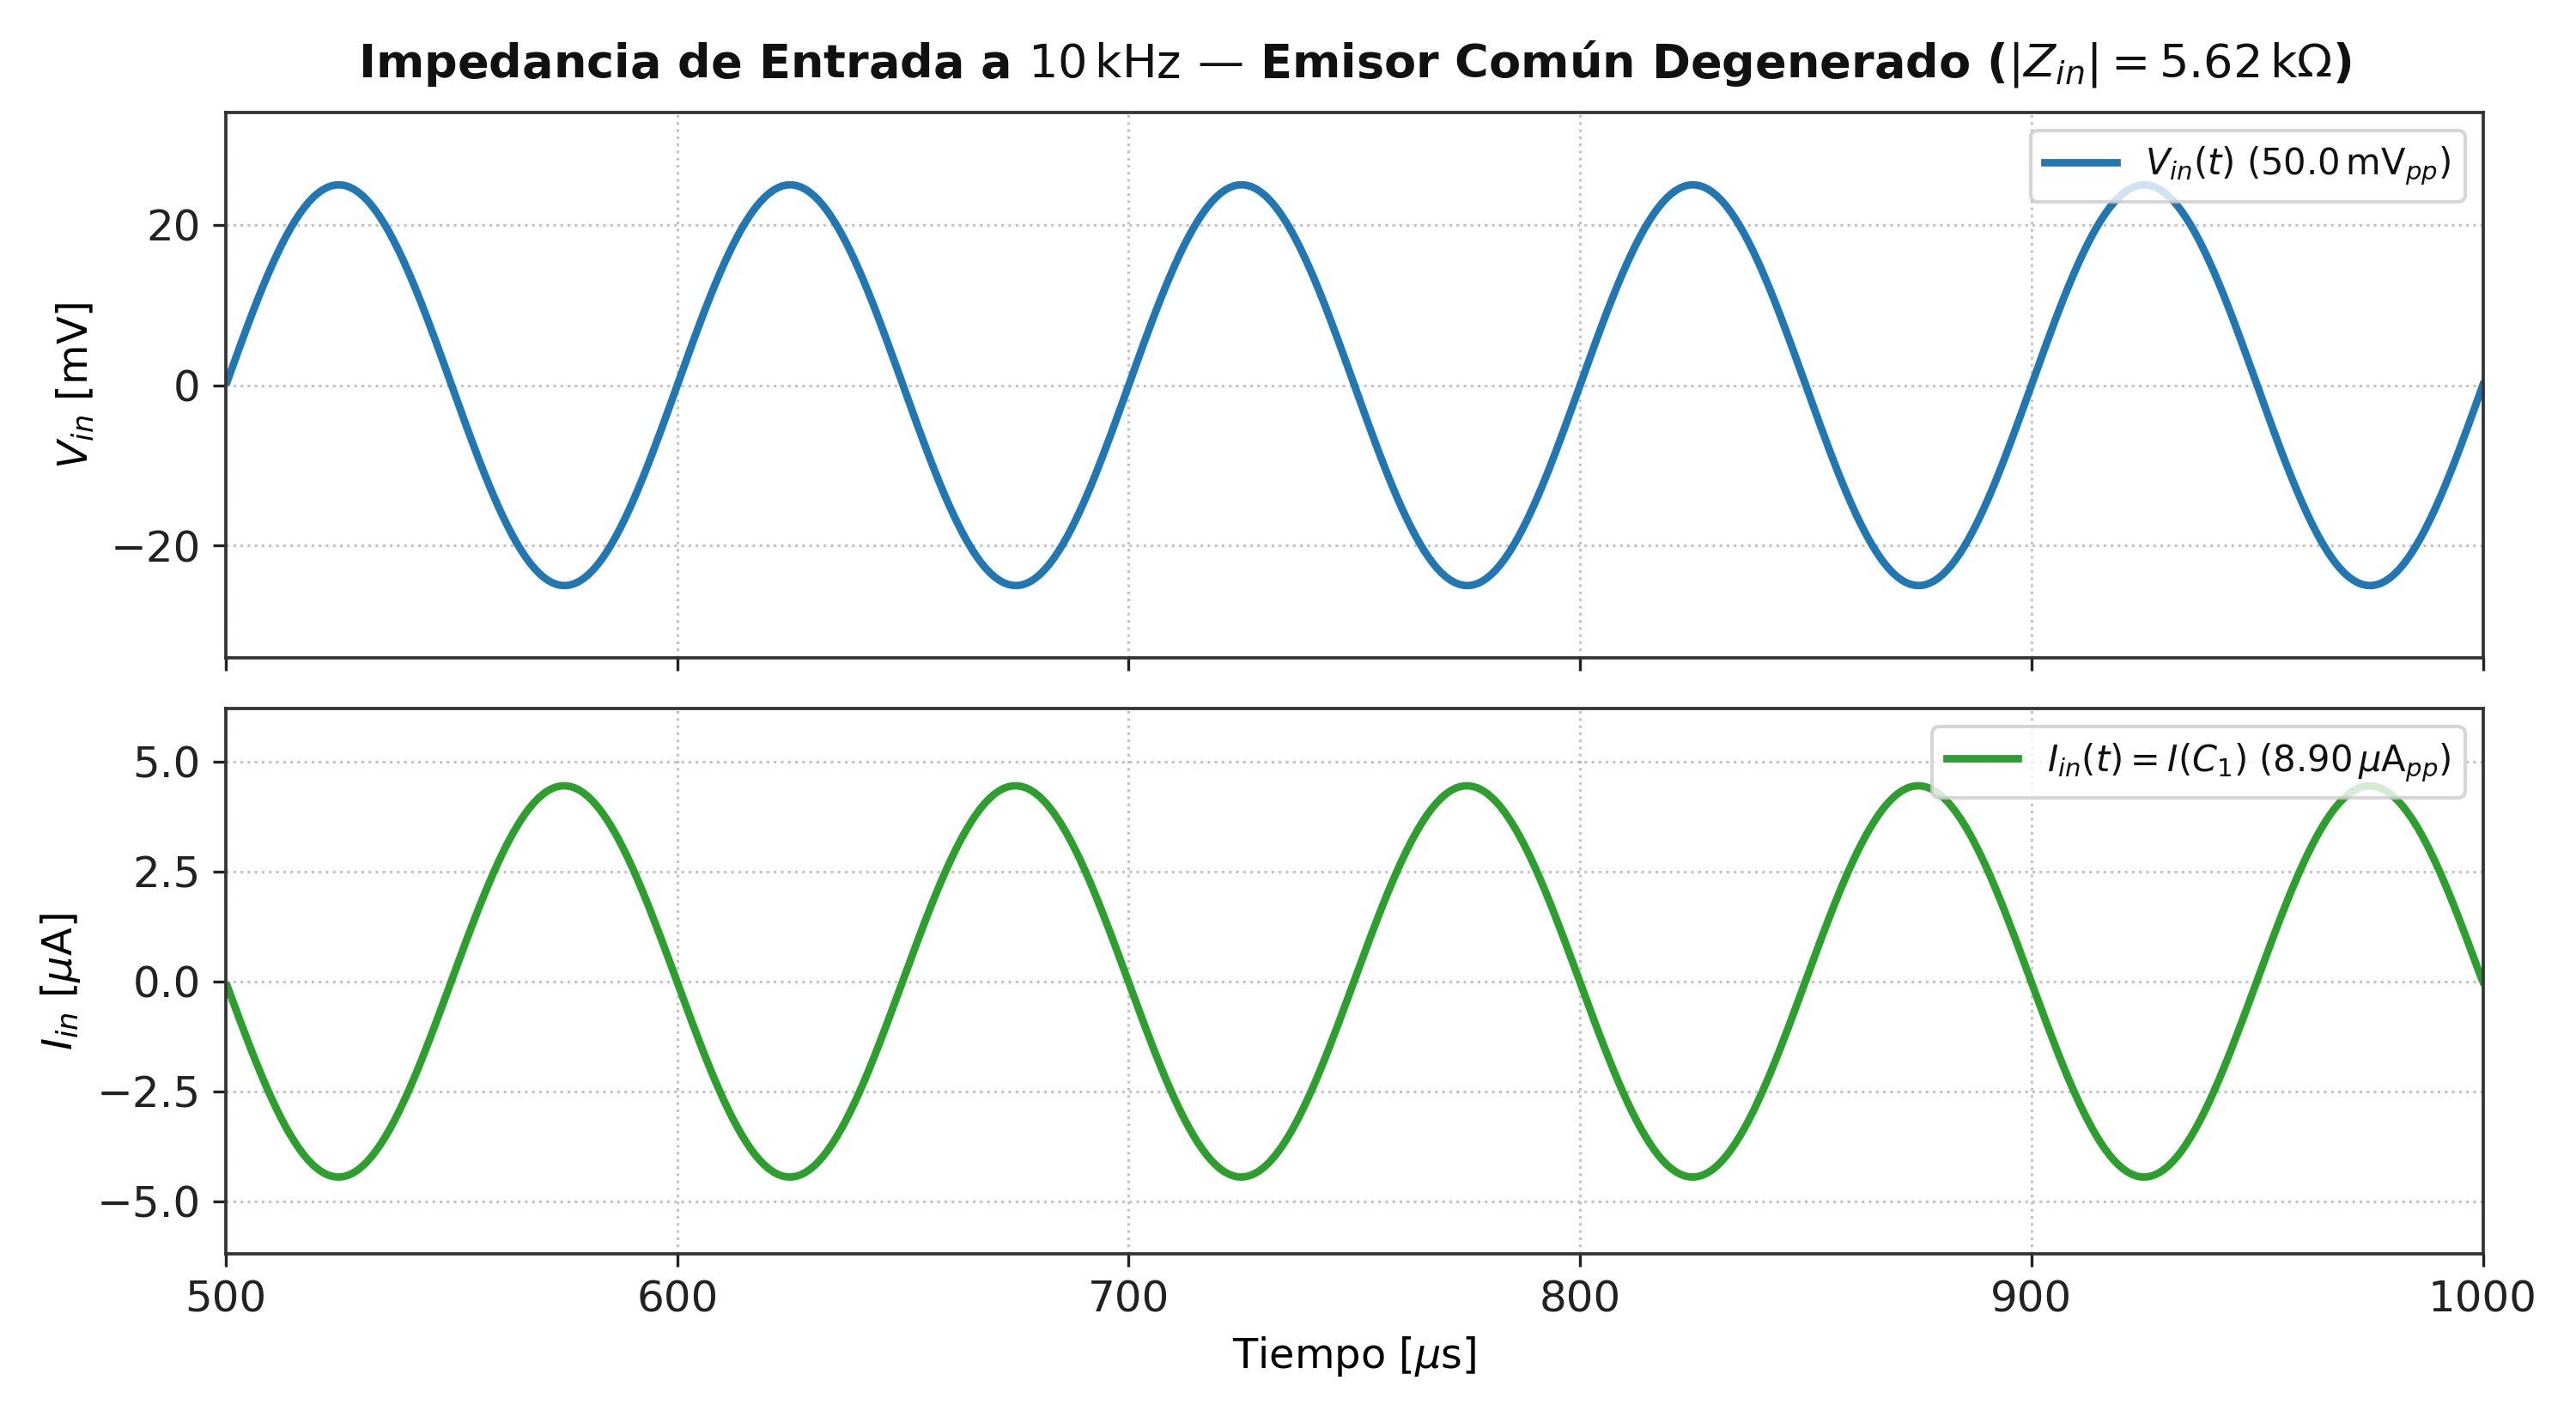 Impedancia de Entrada a 10 kHz — Emisor Común Degenerado (|Z_in| = 5.62 kΩ)
V_in(t) (50.0 mV_pp)
20
0
−20
V_in [mV]
I_in(t) = I(C_1) (8.90 μA_pp)
5.0
2.5
0.0
−2.5
−5.0
I_in [μA]
500 600 700 800 900 1000
Tiempo [μs]